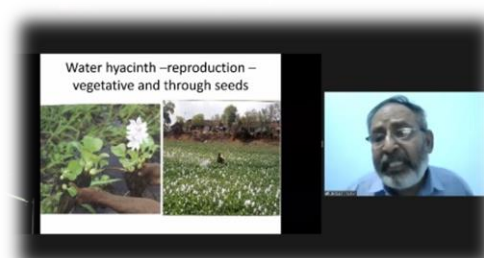 Water hyacinth –reproduction –
vegetative and through seeds